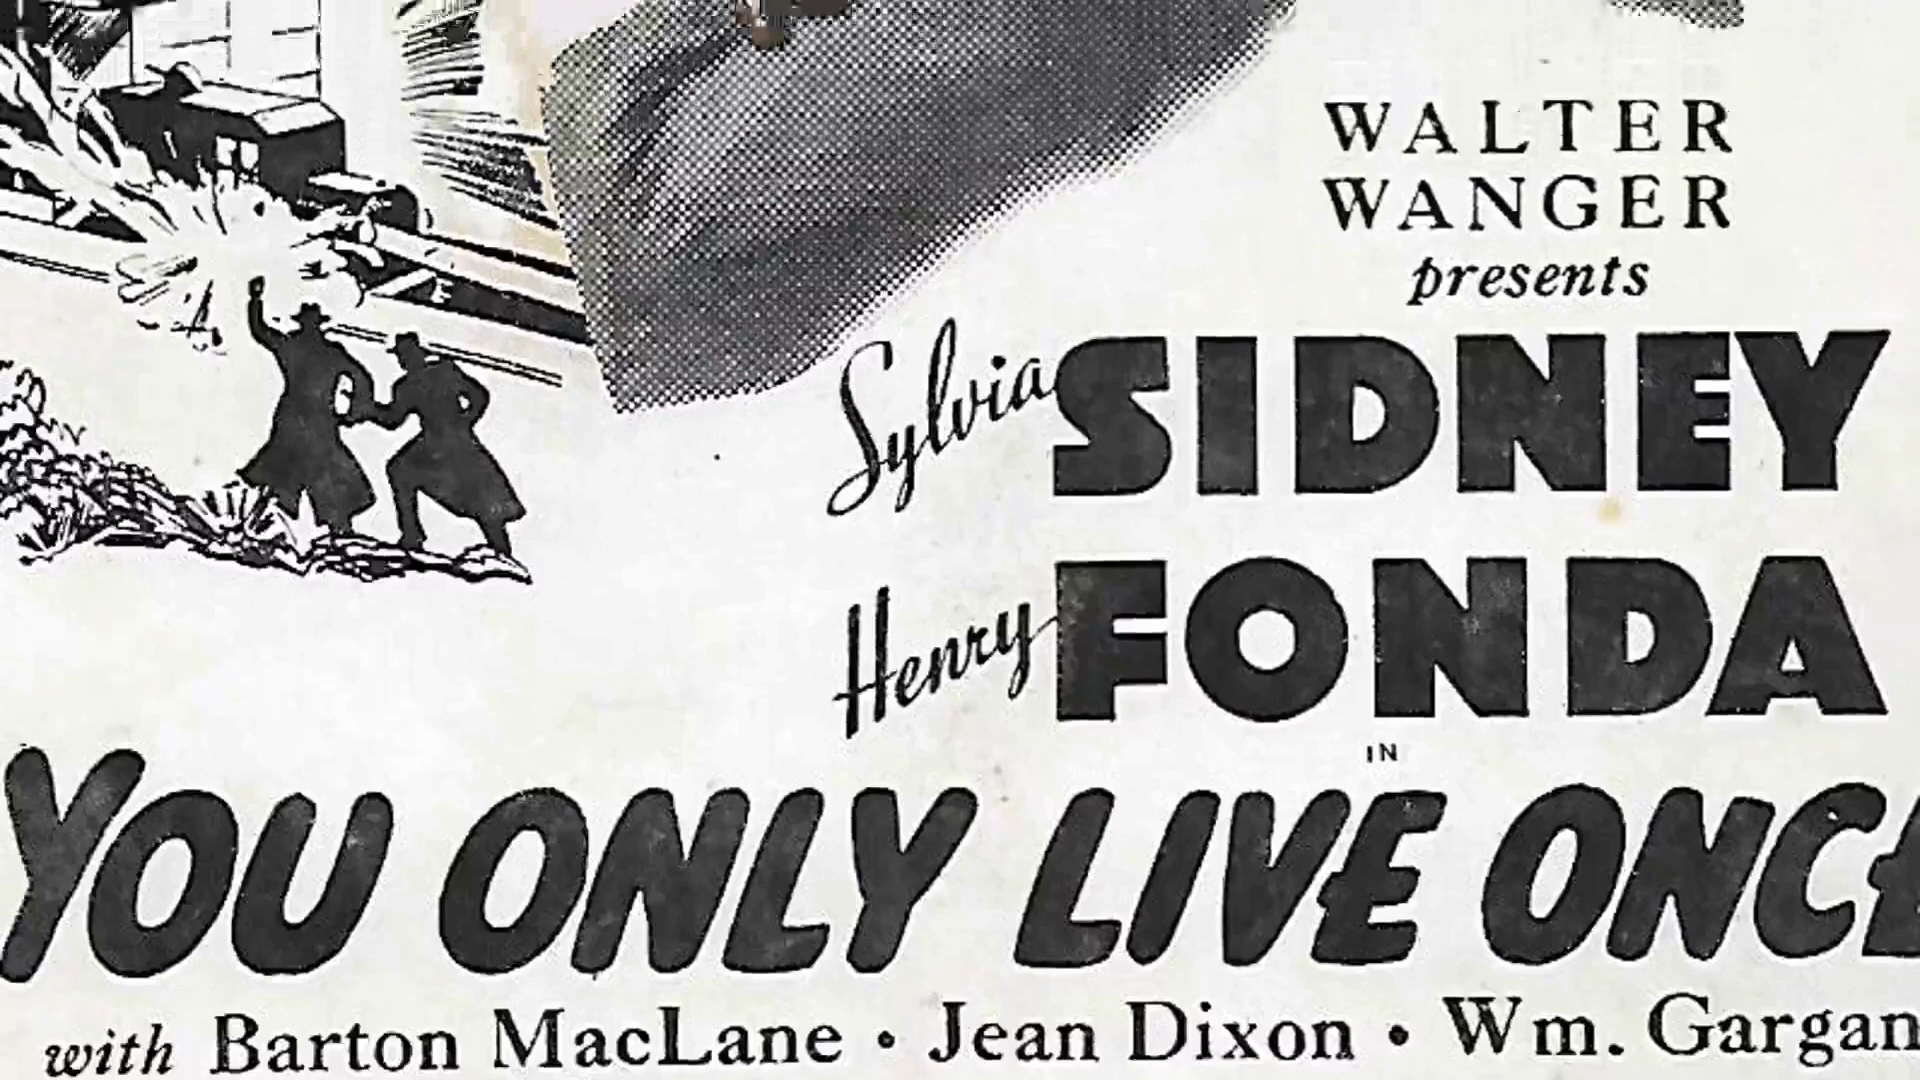 WALTER
WANGER
presents
Sylvia SIDNEY
Henry FONDA
IN
YOU ONLY LIVE ONCE
with Barton MacLane • Jean Dixon • Wm. Gargan